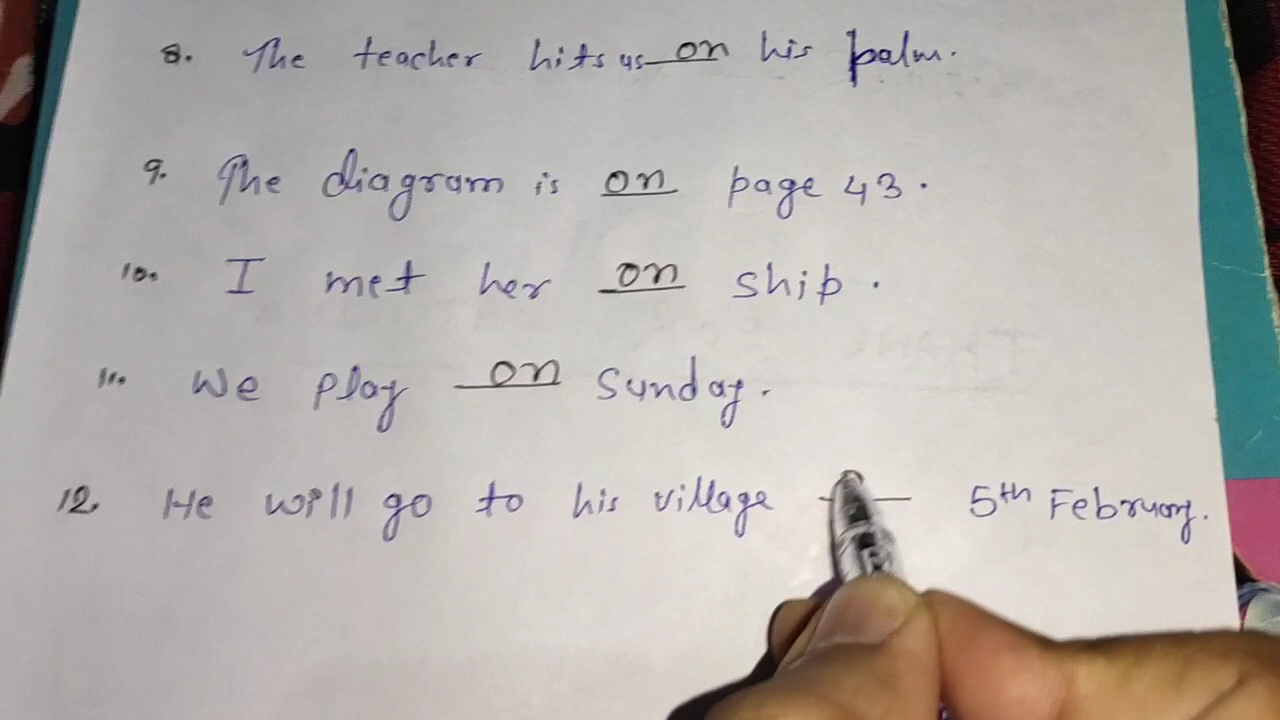 8. The teacher hits us on his palm.
9. The diagram is on page 43.
10. I met her on ship.
11. We play on Sunday.
12. He will go to his village 5th February.